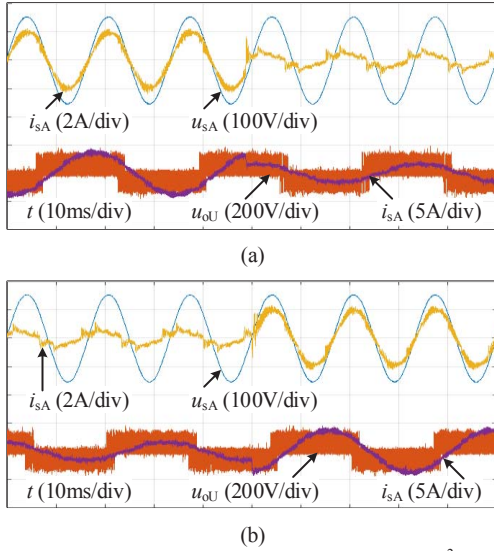 isA (2A/div)
usA (100V/div)
t (10ms/div)
uoU (200V/div)
isA (5A/div)
(a)
isA (2A/div)
usA (100V/div)
t (10ms/div)
uoU (200V/div)
isA (5A/div)
(b)